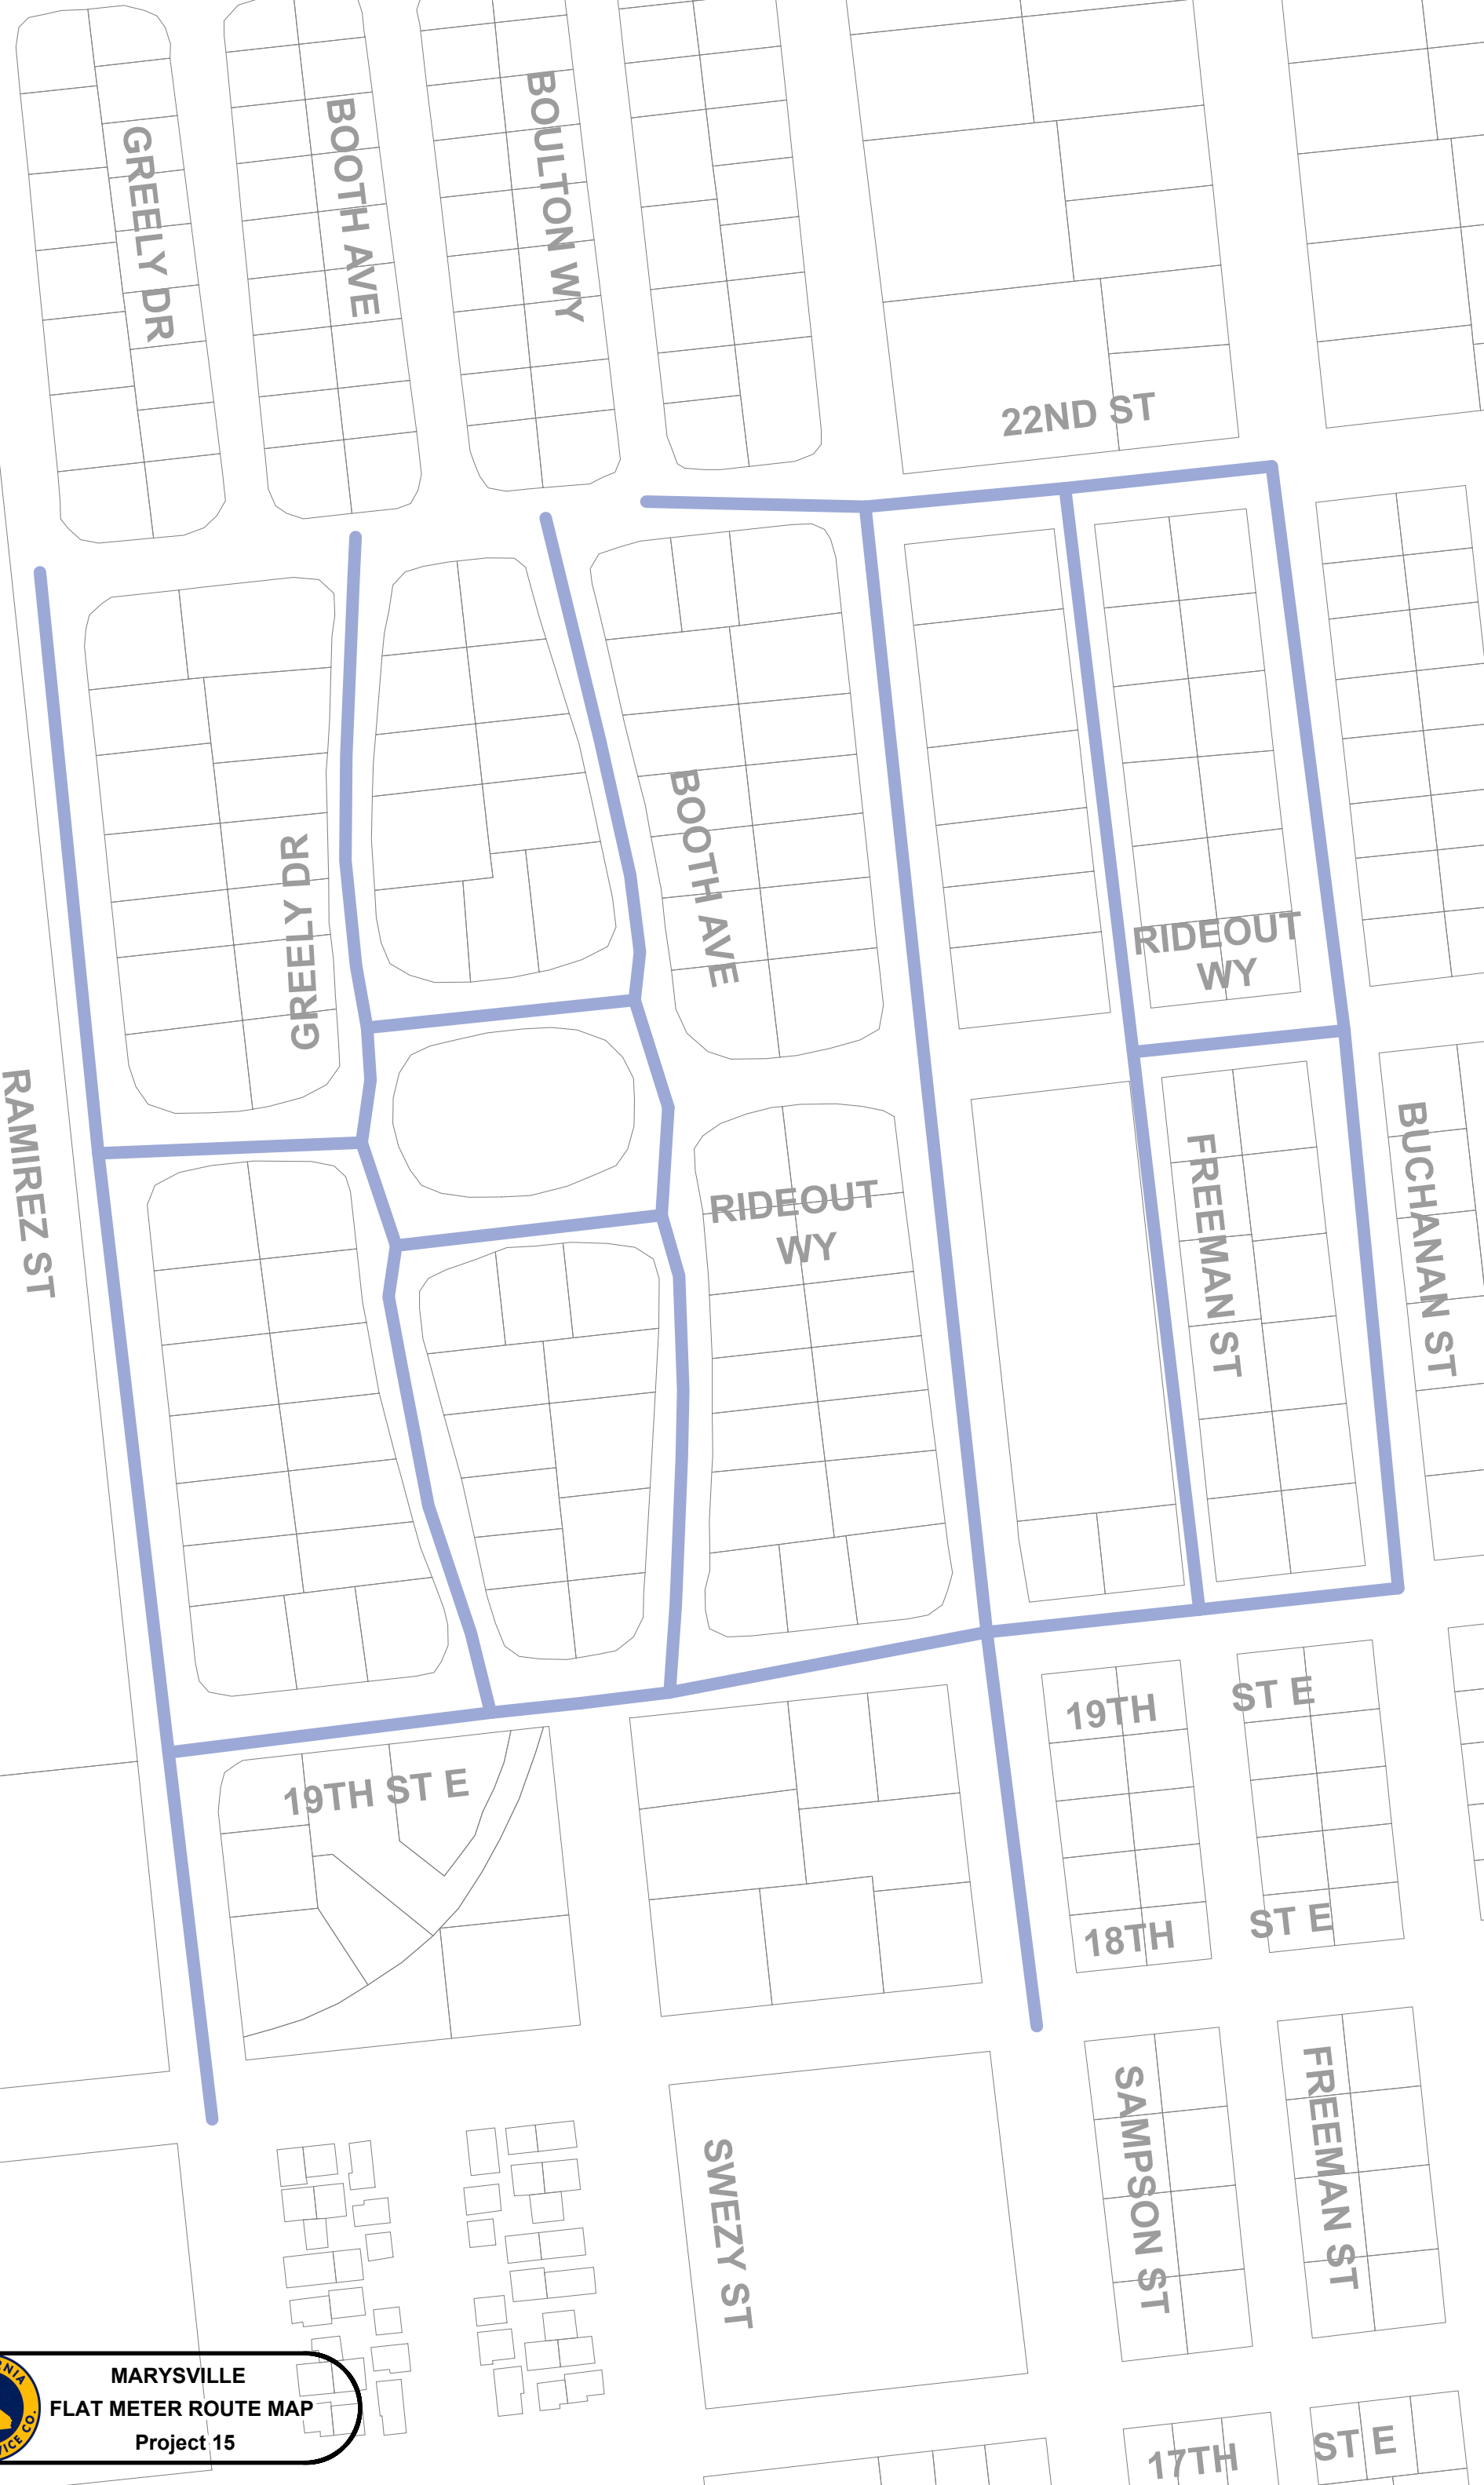 GREELY DR
BOOTH AVE
BOULTON WY
22ND ST
GREELY DR
BOOTH AVE
RIDEOUT
WY
RAMIREZ ST
RIDEOUT
WY
FREEMAN ST
BUCHANAN ST
19TH ST E
19TH ST E
18TH ST E
SWEZY ST
SAMPSON ST
FREEMAN ST
17TH ST E
MARYSVILLE
FLAT METER ROUTE MAP
Project 15